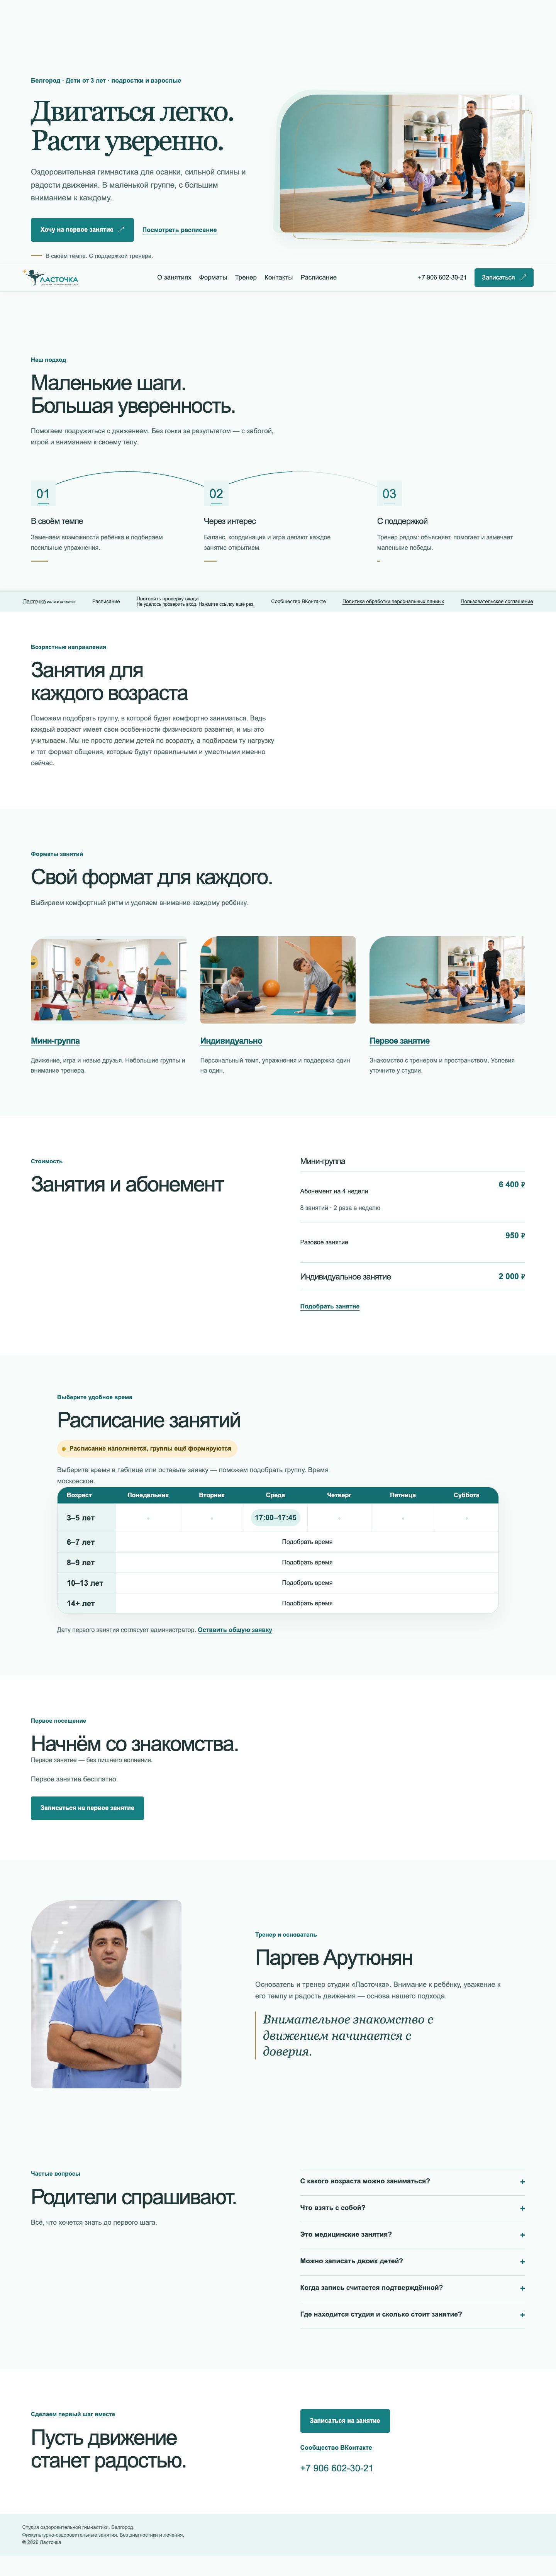 Белгород · Дети от 3 лет · подростки и взрослые
Двигаться легко.
Расти уверенно.
Оздоровительная гимнастика для осанки, сильной спины и
радости движения. В маленькой группе, с большим
вниманием к каждому.
Хочу на первое занятие
Посмотреть расписание
В своём темпе. С поддержкой тренера.
ЛАСТОЧКА
О занятиях
Форматы
Тренер
Контакты
Расписание
+7 906 602-30-21
Записаться
Наш подход
Маленькие шаги.
Большая уверенность.
Помогаем подружиться с движением. Без гонки за результатом — с заботой,
игрой и вниманием к своему телу.
01
02
03
В своём темпе
Замечаем возможности ребёнка и подбираем
посильные упражнения.
Через интерес
Баланс, координация и игра делают каждое
занятие открытием.
С поддержкой
Тренер рядом: объясняет, помогает и замечает
маленькие победы.
Ласточка расти в движении
Расписание
Повторить проверку входа
Не удалось проверить вход. Нажмите ссылку ещё раз.
Сообщество ВКонтакте
Политика обработки персональных данных
Пользовательское соглашение
Возрастные направления
Занятия для
каждого возраста
Поможем подобрать группу, в которой будет комфортно заниматься. Ведь
каждый возраст имеет свои особенности физического развития, и мы это
учитываем. Мы не просто делим детей по возрасту, а подбираем ту нагрузку
и тот формат общения, которые будут правильными и уместными именно
сейчас.
Форматы занятий
Свой формат для каждого.
Выбираем комфортный ритм и уделяем внимание каждому ребёнку.
Мини-группа
Движение, игра и новые друзья. Небольшие группы и
внимание тренера.
Индивидуально
Персональный темп, упражнения и поддержка один
на один.
Первое занятие
Знакомство с тренером и пространством. Условия
уточните у студии.
Стоимость
Занятия и абонемент
Мини-группа
Абонемент на 4 недели
6 400 ₽
8 занятий · 2 раза в неделю
Разовое занятие
950 ₽
Индивидуальное занятие
2 000 ₽
Подобрать занятие
Выберите удобное время
Расписание занятий
Расписание наполняется, группы ещё формируются
Выберите время в таблице или оставьте заявку — поможем подобрать группу. Время
московское.
Возраст Понедельник Вторник Среда Четверг Пятница Суббота
3–5 лет 17:00–17:45
6–7 лет Подобрать время
8–9 лет Подобрать время
10–13 лет Подобрать время
14+ лет Подобрать время
Дату первого занятия согласует администратор. Оставить общую заявку
Первое посещение
Начнём со знакомства.
Первое занятие — без лишнего волнения.
Первое занятие бесплатно.
Записаться на первое занятие
Тренер и основатель
Паргев Арутюнян
Основатель и тренер студии «Ласточка». Внимание к ребёнку, уважение к
его темпу и радость движения — основа нашего подхода.
Внимательное знакомство с
движением начинается с
доверия.
Частые вопросы
Родители спрашивают.
Всё, что хочется знать до первого шага.
С какого возраста можно заниматься? +
Что взять с собой? +
Это медицинские занятия? +
Можно записать двоих детей? +
Когда запись считается подтверждённой? +
Где находится студия и сколько стоит занятие? +
Сделаем первый шаг вместе
Пусть движение
станет радостью.
Записаться на занятие
Сообщество ВКонтакте
+7 906 602-30-21
Студия оздоровительной гимнастики. Белгород.
Физкультурно-оздоровительные занятия. Без диагностики и лечения.
© 2026 Ласточка